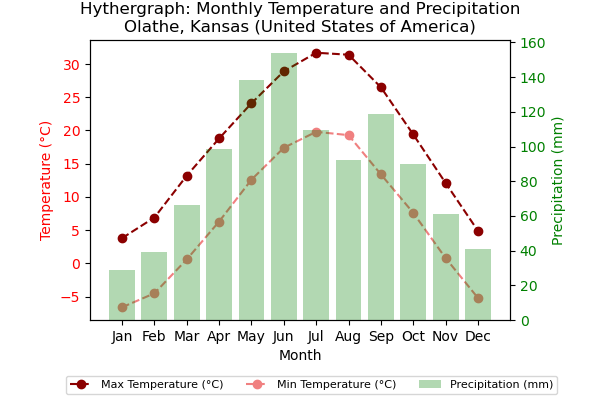 Hythergraph: Monthly Temperature and Precipitation
Olathe, Kansas (United States of America)
Temperature (°C)
30
25
20
15
10
5
0
−5
160
140
120
100
80
60
40
20
0
Precipitation (mm)
Jan Feb Mar Apr May Jun Jul Aug Sep Oct Nov Dec
Month
Max Temperature (°C) Min Temperature (°C) Precipitation (mm)